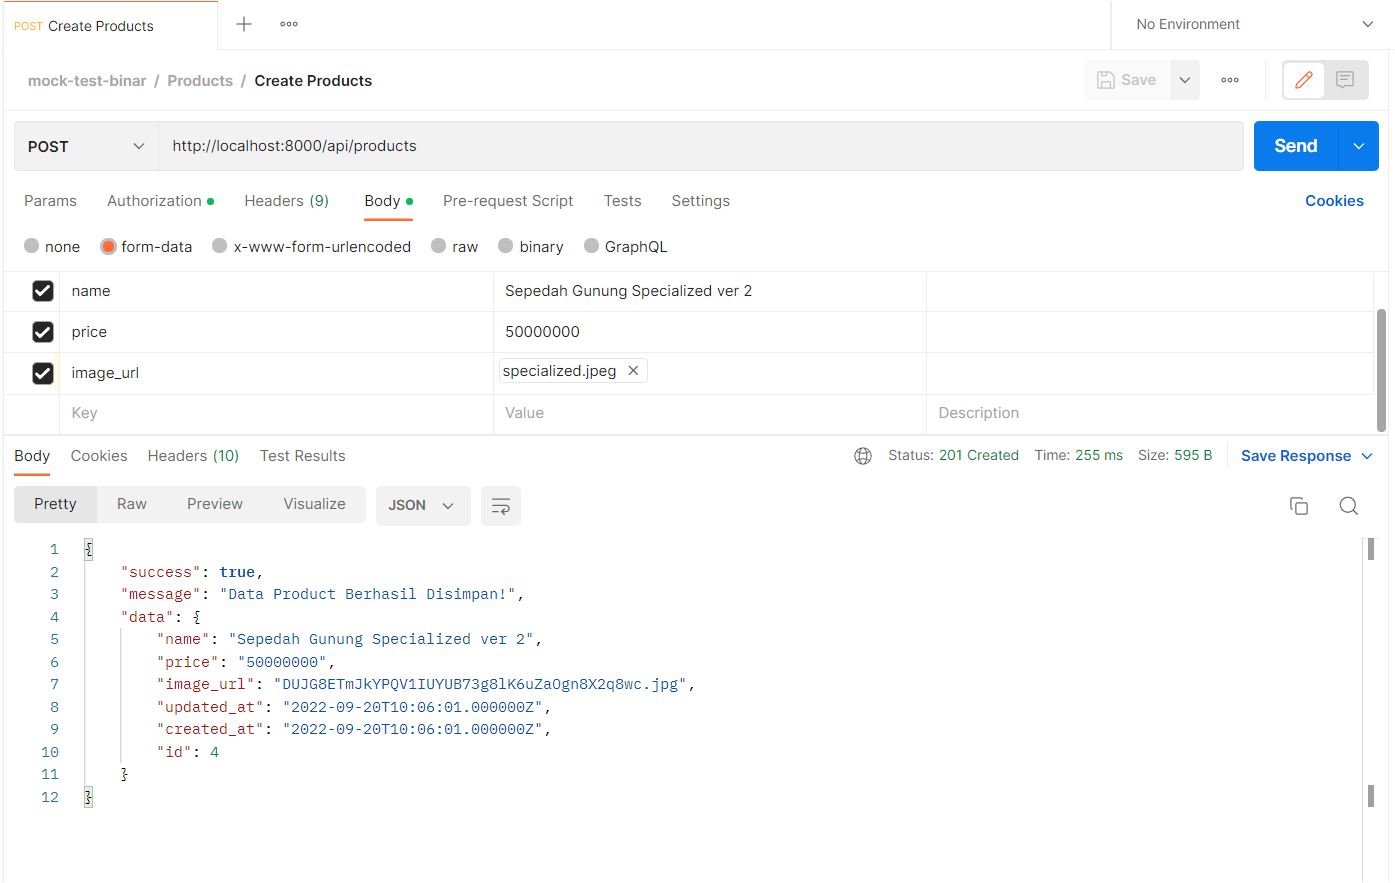 POST Create Products
No Environment
mock-test-binar / Products / Create Products
Save
POST
http://localhost:8000/api/products
Send
Params Authorization Headers (9) Body Pre-request Script Tests Settings Cookies
none form-data x-www-form-urlencoded raw binary GraphQL
name Sepedah Gunung Specialized ver 2
price 50000000
image_url specialized.jpeg
Key Value Description
Body Cookies Headers (10) Test Results Status: 201 Created Time: 255 ms Size: 595 B Save Response
Pretty Raw Preview Visualize JSON
1 {
2 "success": true,
3 "message": "Data Product Berhasil Disimpan!",
4 "data": {
5 "name": "Sepedah Gunung Specialized ver 2",
6 "price": "50000000",
7 "image_url": "DUJG8ETmJkYPQV1IUYUB73g8lK6uZaOgn8X2q8wc.jpg",
8 "updated_at": "2022-09-20T10:06:01.000000Z",
9 "created_at": "2022-09-20T10:06:01.000000Z",
10 "id": 4
11 }
12 }